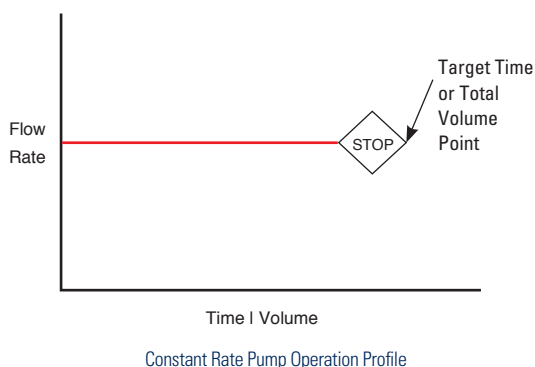 Target Time
or Total
Volume
Point
Flow
Rate
STOP
Time | Volume
Constant Rate Pump Operation Profile